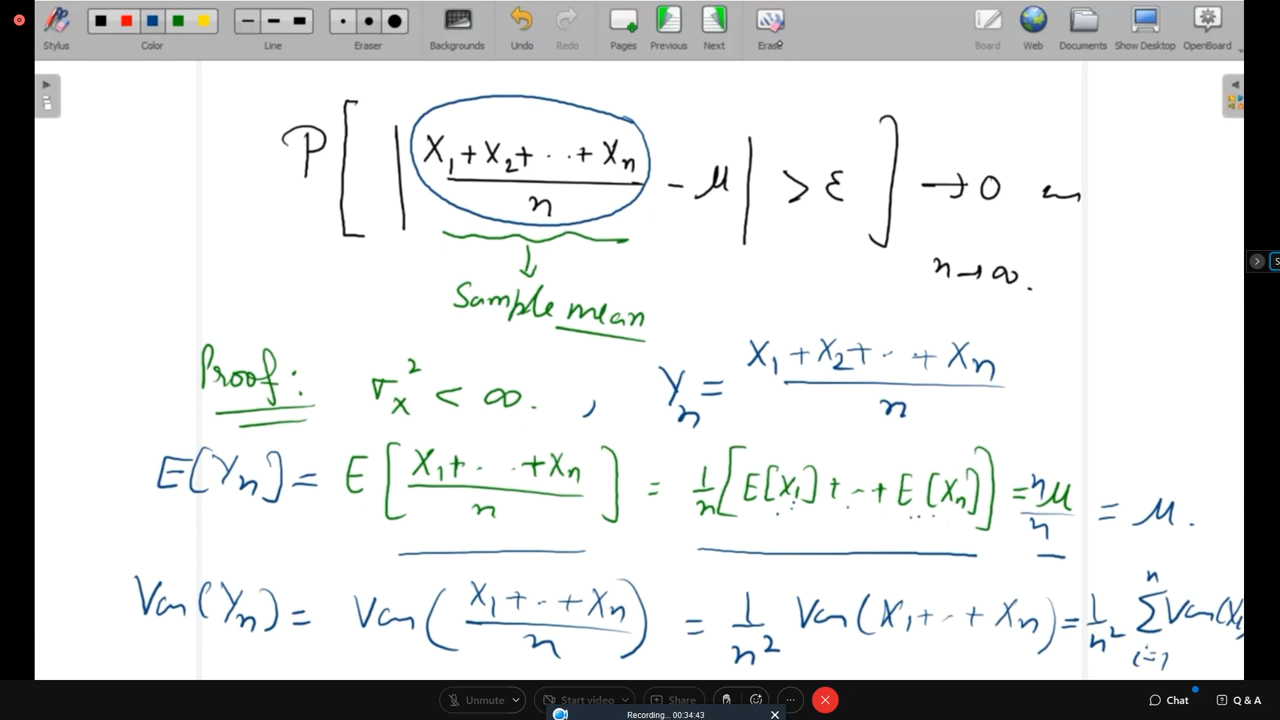 Stylus Color Line Eraser Backgrounds Undo Redo Pages Previous Next Erase Board Web Documents Show Desktop OpenBoard
P[ | (X₁+X₂+ ··+ Xₙ)/n - μ | > ε ] → 0 as
n→∞.
Sample mean
Proof: σₓ² < ∞. , Yₙ = (X₁+X₂+ ·· + Xₙ)/n
E[Yₙ] = E[ (X₁+ · ·+Xₙ)/n ] = 1/n [E[X₁] + ··+ E[Xₙ]] = nμ/n = μ.
Var(Yₙ) = Var( (X₁+ ··+Xₙ)/n ) = 1/n² Var(X₁+ ·· + Xₙ) = 1/n² ∑ᵢ₌₁ⁿ Var(Xᵢ
Unmute Start video Share Chat Q & A
Recording... 00:34:43